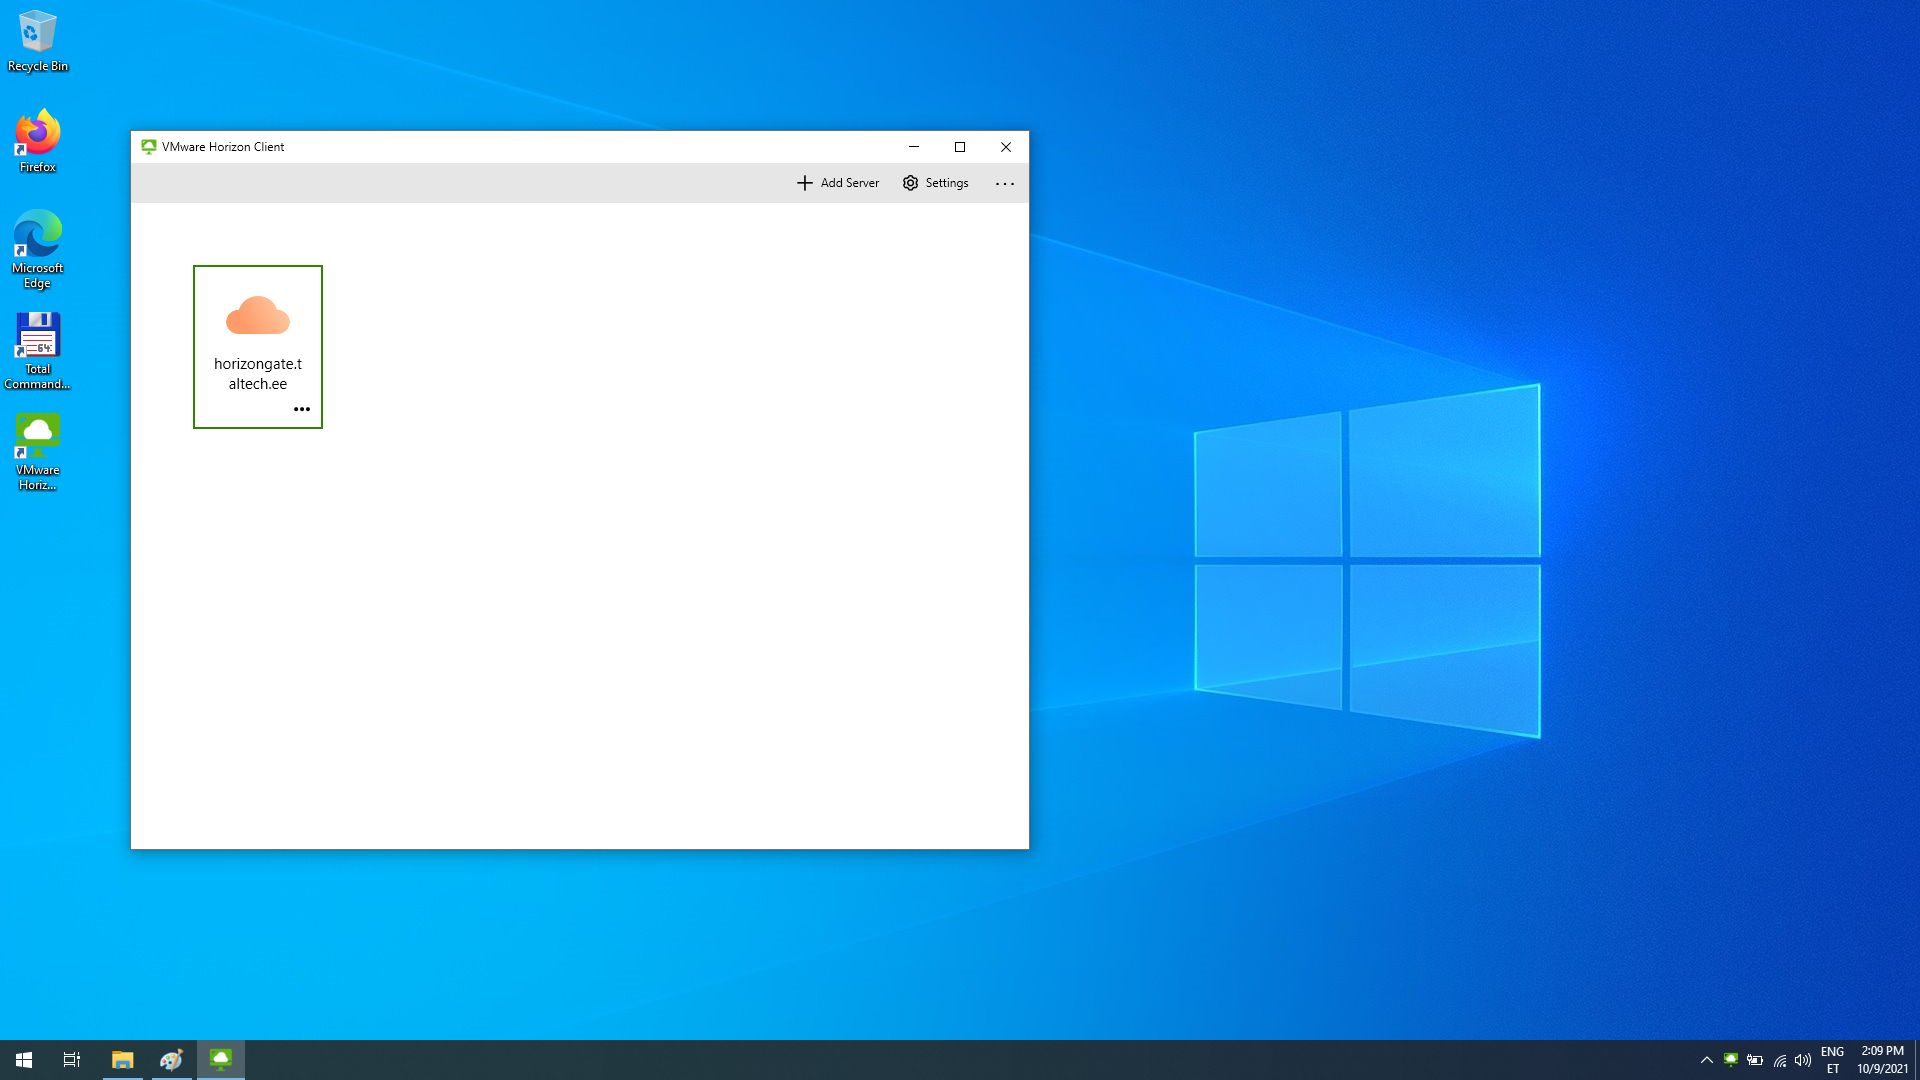 Recycle Bin
Firefox
Microsoft
Edge
64
Total
Command...
VMware
Horiz...
VMware Horizon Client
Add Server
Settings
horizongate.t
altech.ee
ENG
ET
2:09 PM
10/9/2021